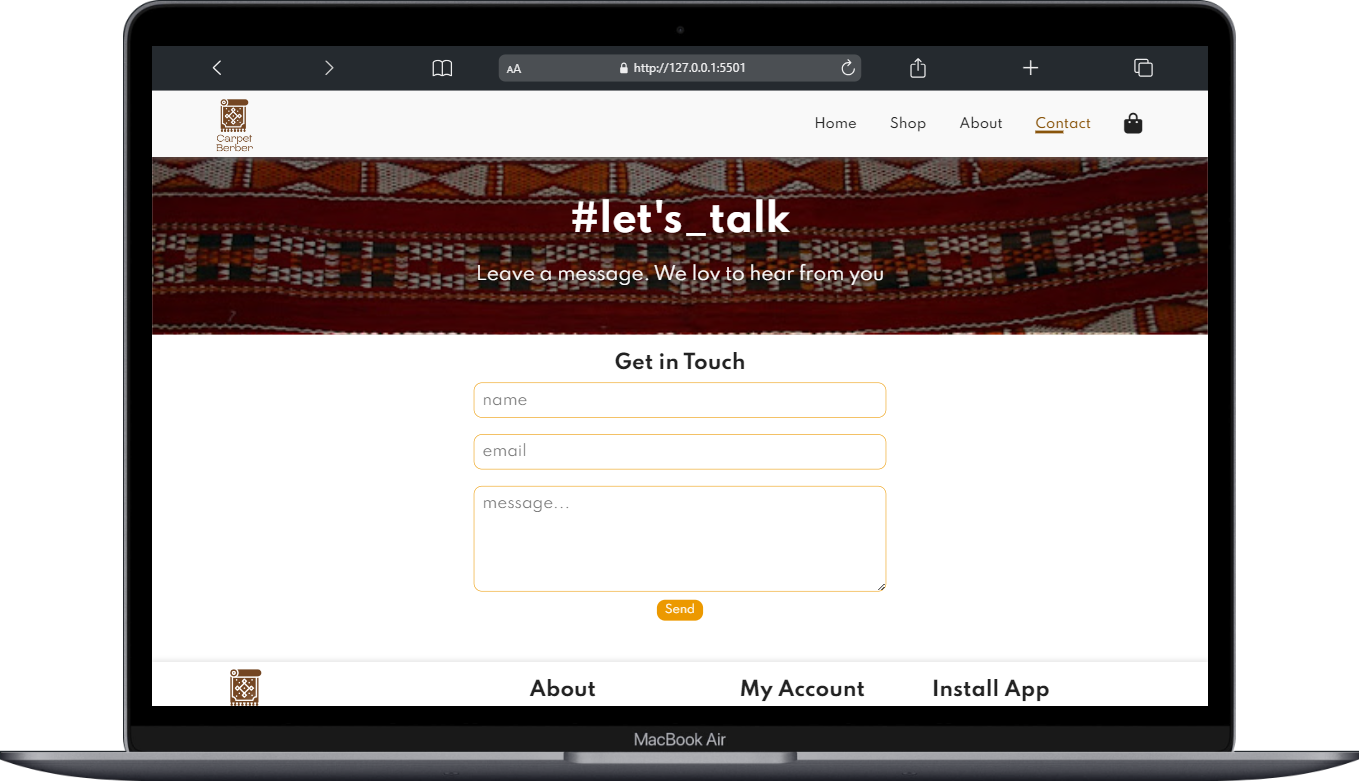 AA
http://127.0.0.1:5501
Carpet
Berber
Home Shop About Contact
#let's_talk
Leave a message. We lov to hear from you
Get in Touch
name
email
message...
Send
About My Account Install App
MacBook Air